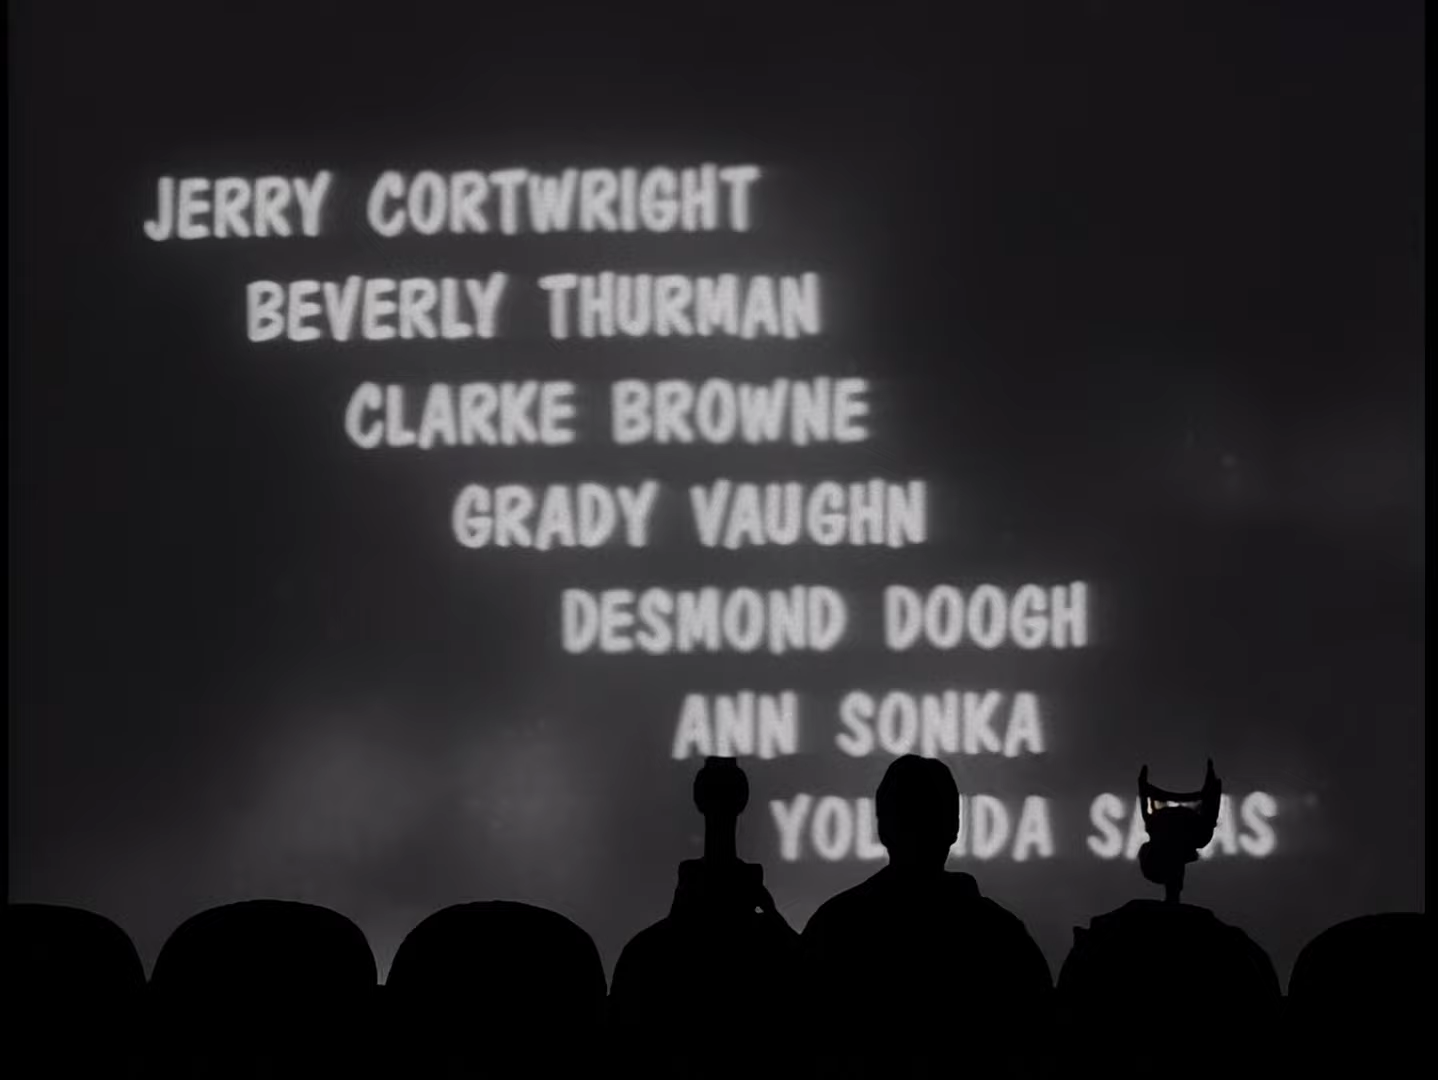 JERRY CORTWRIGHT
BEVERLY THURMAN
CLARKE BROWNE
GRADY VAUGHN
DESMOND DOOGH
ANN SONKA